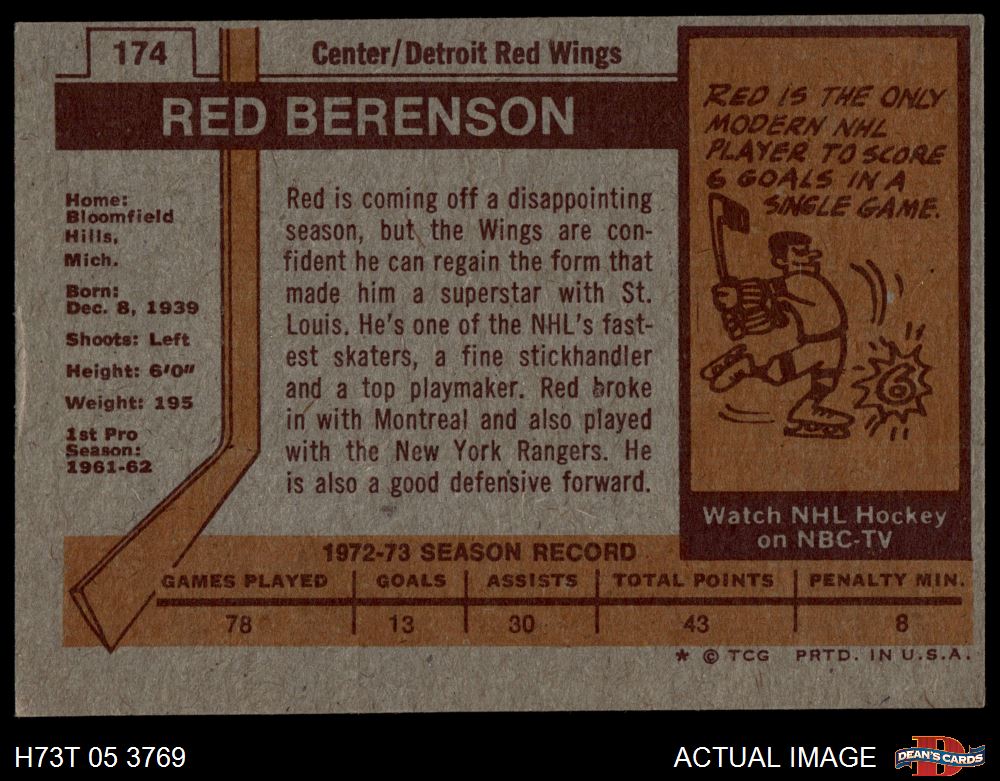 174
Center/Detroit Red Wings
RED BERENSON
Home:
Bloomfield
Hills,
Mich.
Born:
Dec. 8, 1939
Shoots: Left
Height: 6'0"
Weight: 195
1st Pro
Season:
1961-62
Red is coming off a disappointing
season, but the Wings are con-
fident he can regain the form that
made him a superstar with St.
Louis. He's one of the NHL's fast-
est skaters, a fine stickhandler
and a top playmaker. Red broke
in with Montreal and also played
with the New York Rangers. He
is also a good defensive forward.
RED IS THE ONLY
MODERN NHL
PLAYER TO SCORE
6 GOALS IN A
SINGLE GAME.
6
Watch NHL Hockey
on NBC-TV
1972-73 SEASON RECORD
GAMES PLAYED GOALS ASSISTS TOTAL POINTS PENALTY MIN.
78 13 30 43 8
* © TCG PRTD. IN U.S.A.
H73T 05 3769
ACTUAL IMAGE
D
DEAN'S CARDS